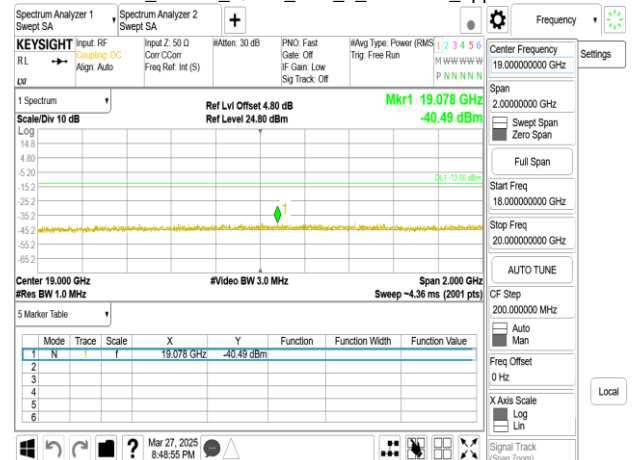 Spectrum Analyzer 1
Swept SA
Spectrum Analyzer 2
Swept SA
+
Frequency
KEYSIGHT
RL
Input: RF
Coupling: DC
Align: Auto
Input Z: 50 Ω
Corr CCorr
Freq Ref: Int (S)
#Atten: 30 dB
PNO: Fast
Gate: Off
IF Gain: Low
Sig Track: Off
#Avg Type: Power (RMS
Trig: Free Run
1 2 3 4 5 6
M W W W W W
P N N N N N
LXI
1 Spectrum
Scale/Div 10 dB
Ref Lvl Offset 4.80 dB
Ref Level 24.80 dBm
Mkr1 19.078 GHz
-40.49 dBm
Log
14.8
4.80
-5.20
-15.2
-25.2
-35.2
-45.2
-55.2
-65.2
DL1 -13.00 dBm
1
Center 19.000 GHz
#Res BW 1.0 MHz
#Video BW 3.0 MHz
Span 2.000 GHz
Sweep ~4.36 ms (2001 pts)
5 Marker Table
Mode Trace Scale X Y Function Function Width Function Value
1 N 1 f 19.078 GHz -40.49 dBm
2
3
4
5
6
Mar 27, 2025
8:48:55 PM
Center Frequency
19.000000000 GHz
Settings
Span
2.00000000 GHz
Swept Span
Zero Span
Full Span
Start Freq
18.000000000 GHz
Stop Freq
20.000000000 GHz
AUTO TUNE
CF Step
200.000000 MHz
Auto
Man
Freq Offset
0 Hz
X Axis Scale
Log
Lin
Local
Signal Track
(Span Zoom)